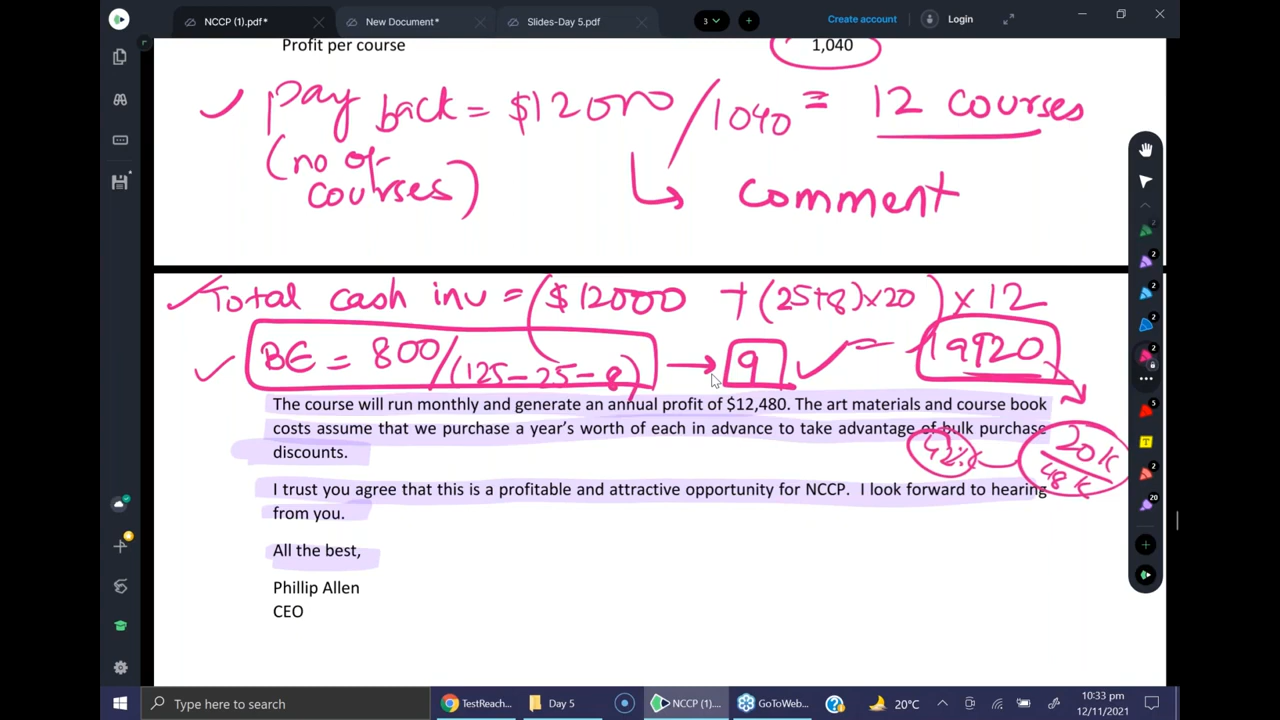 NCCP (1).pdf*
New Document*
Slides-Day 5.pdf
3
Create account
Login
Profit per course 1,040
pay back = $12000/1040 = 12 courses
(no of courses)
comment
Total cash inv = ($12000 + (25+8)×20) ×12
BE = 800/(125-25-8) → 9 = 19920
The course will run monthly and generate an annual profit of $12,480. The art materials and course book
costs assume that we purchase a year's worth of each in advance to take advantage of bulk purchase
discounts.
42% 20K
48K
I trust you agree that this is a profitable and attractive opportunity for NCCP. I look forward to hearing
from you.
All the best,
Phillip Allen
CEO
Type here to search
TestReach...
Day 5
NCCP (1)....
GoToWeb...
20°C
10:33 pm
12/11/2021